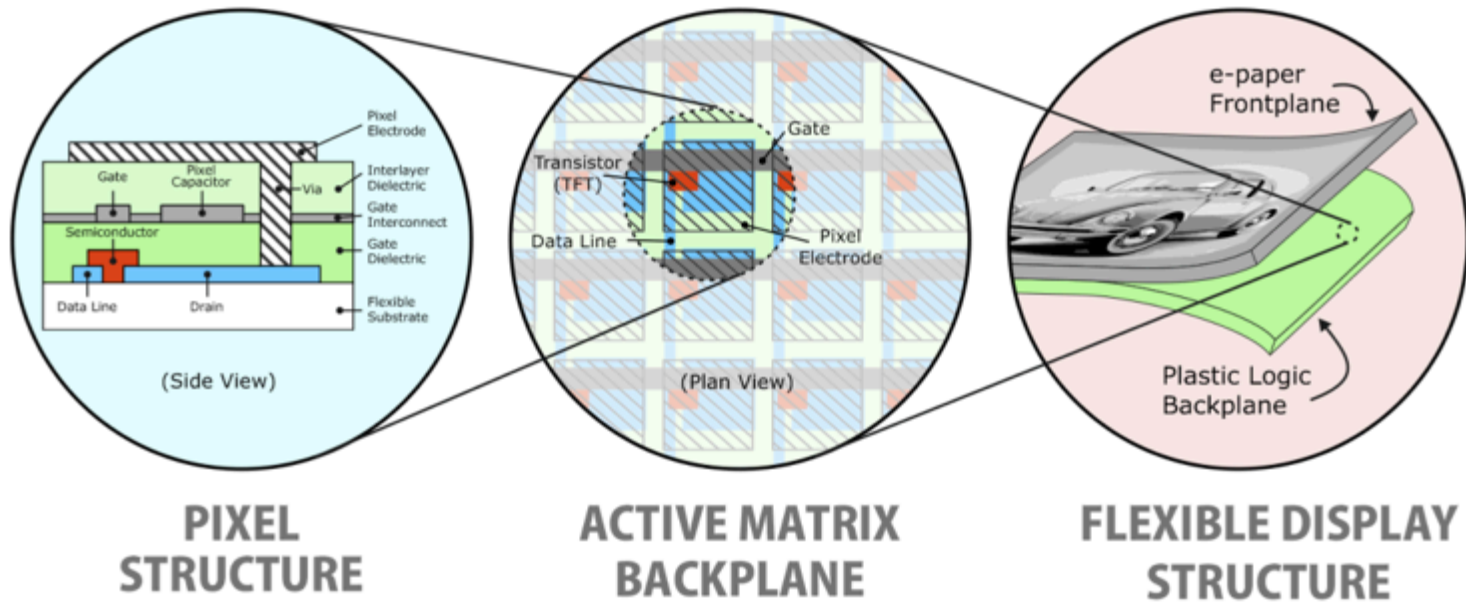 Pixel
Electrode
Gate
Pixel
Capacitor
Via
Interlayer
Dielectric
Gate
Interconnect
Semiconductor
Gate
Dielectric
Data Line
Drain
Flexible
Substrate
(Side View)
Gate
Transistor
(TFT)
Data Line
Pixel
Electrode
(Plan View)
e-paper
Frontplane
Plastic Logic
Backplane
PIXEL
STRUCTURE
ACTIVE MATRIX
BACKPLANE
FLEXIBLE DISPLAY
STRUCTURE